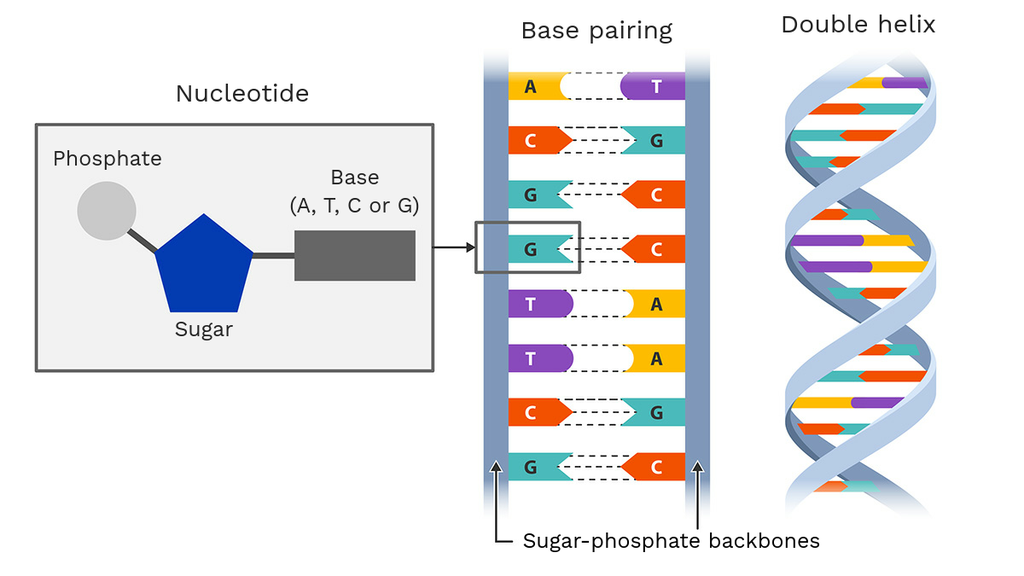 Nucleotide
Phosphate
Base
(A, T, C or G)
Sugar
Base pairing
A T
C G
G C
G C
T A
T A
C G
G C
Sugar-phosphate backbones
Double helix